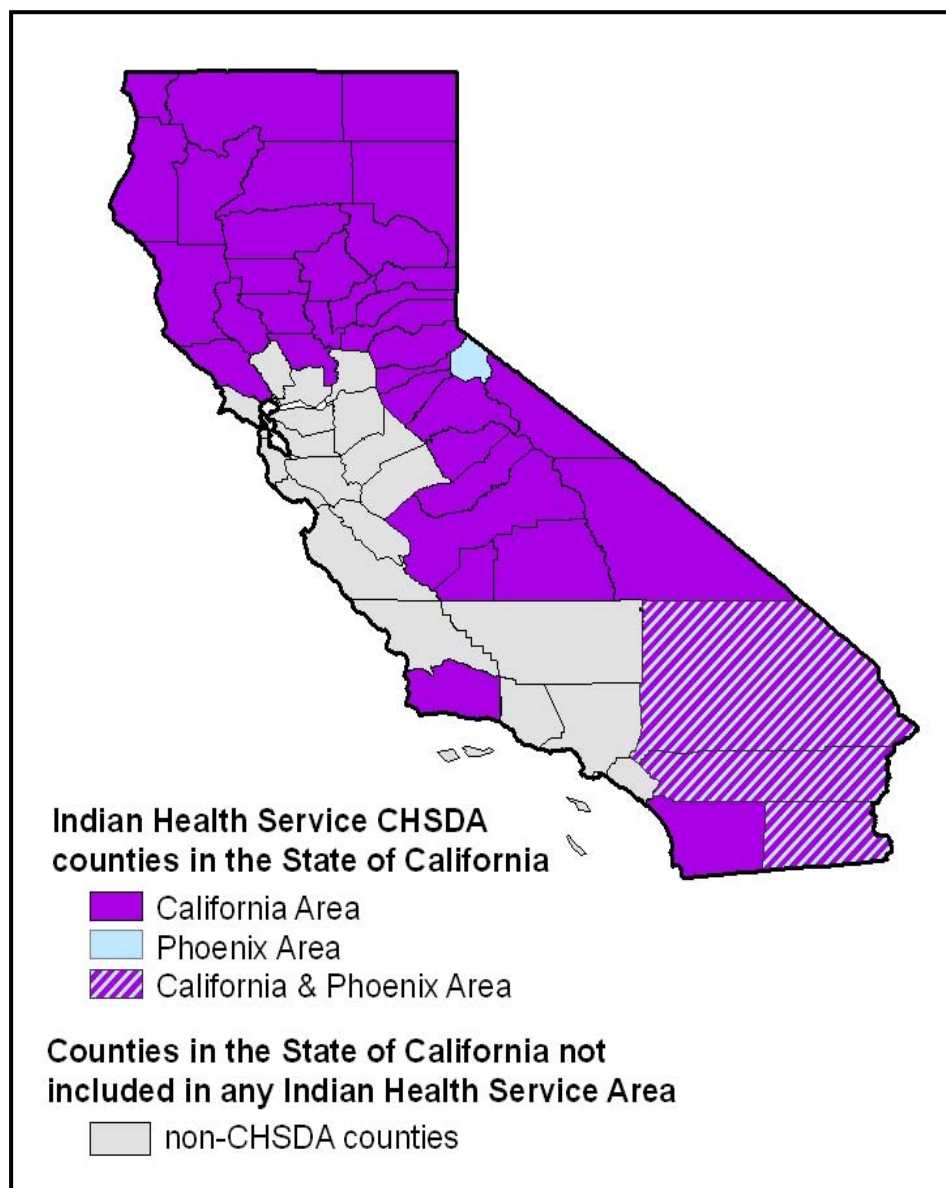 Indian Health Service CHSDA
counties in the State of California
California Area
Phoenix Area
California & Phoenix Area
Counties in the State of California not
included in any Indian Health Service Area
non-CHSDA counties